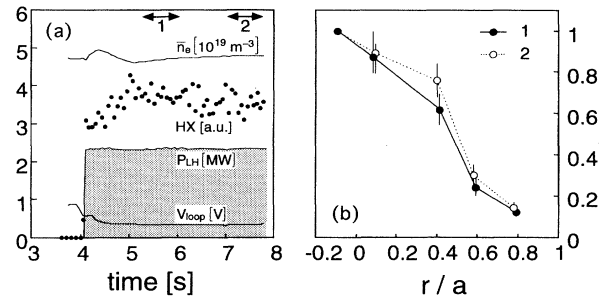 (a)
1
2
n̄e [10¹⁹ m⁻³]
HX [a.u.]
PLH [MW]
Vloop [V]
6
5
4
3
2
1
0
3 4 5 6 7 8
time [s]
(b)
1
2
1
0.8
0.6
0.4
0.2
0
-0.2 0 0.2 0.4 0.6 0.8 1
r / a